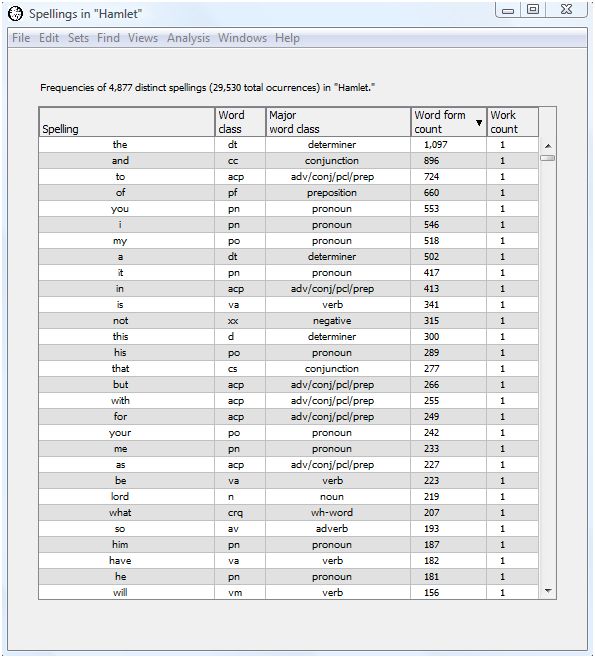 Spellings in "Hamlet"
File Edit Sets Find Views Analysis Windows Help
Frequencies of 4,877 distinct spellings (29,530 total ocurrences) in "Hamlet."
Spelling Word class Major word class Word form count Work count
the dt determiner 1,097 1
and cc conjunction 896 1
to acp adv/conj/pcl/prep 724 1
of pf preposition 660 1
you pn pronoun 553 1
i pn pronoun 546 1
my po pronoun 518 1
a dt determiner 502 1
it pn pronoun 417 1
in acp adv/conj/pcl/prep 413 1
is va verb 341 1
not xx negative 315 1
this d determiner 300 1
his po pronoun 289 1
that cs conjunction 277 1
but acp adv/conj/pcl/prep 266 1
with acp adv/conj/pcl/prep 255 1
for acp adv/conj/pcl/prep 249 1
your po pronoun 242 1
me pn pronoun 233 1
as acp adv/conj/pcl/prep 227 1
be va verb 223 1
lord n noun 219 1
what crq wh-word 207 1
so av adverb 193 1
him pn pronoun 187 1
have va verb 182 1
he pn pronoun 181 1
will vm verb 156 1